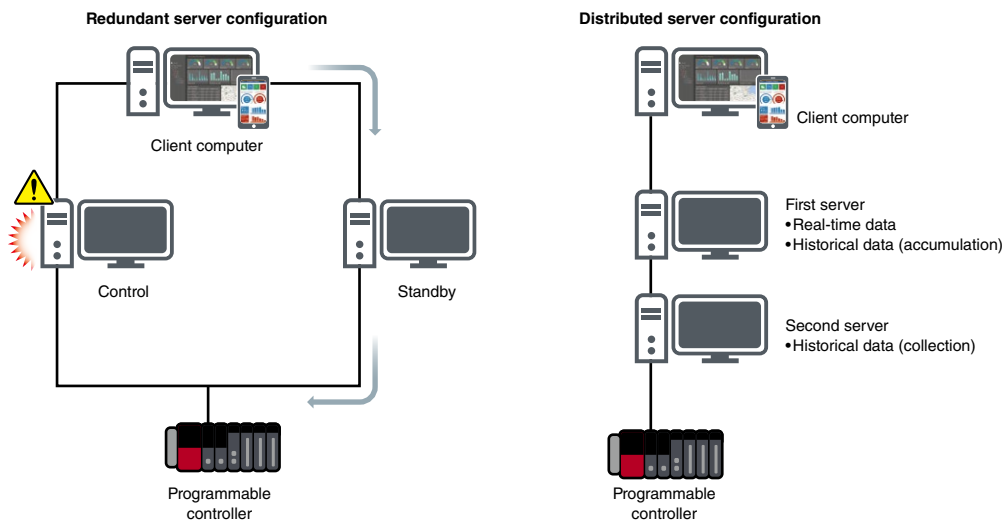 Redundant server configuration
Client computer
Control
Standby
Programmable
controller
Distributed server configuration
Client computer
First server
•Real-time data
•Historical data (accumulation)
Second server
•Historical data (collection)
Programmable
controller